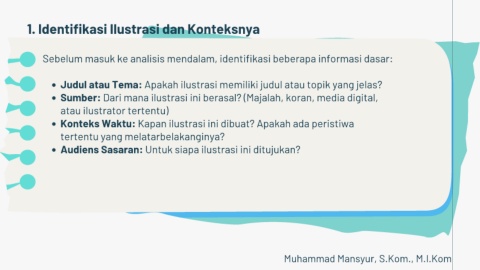 1. Identifikasi Ilustrasi dan Konteksnya
Sebelum masuk ke analisis mendalam, identifikasi beberapa informasi dasar:
• Judul atau Tema: Apakah ilustrasi memiliki judul atau topik yang jelas?
• Sumber: Dari mana ilustrasi ini berasal? (Majalah, koran, media digital,
atau ilustrator tertentu)
• Konteks Waktu: Kapan ilustrasi ini dibuat? Apakah ada peristiwa
tertentu yang melatarbelakanginya?
• Audiens Sasaran: Untuk siapa ilustrasi ini ditujukan?
Muhammad Mansyur, S.Kom., M.I.Kom